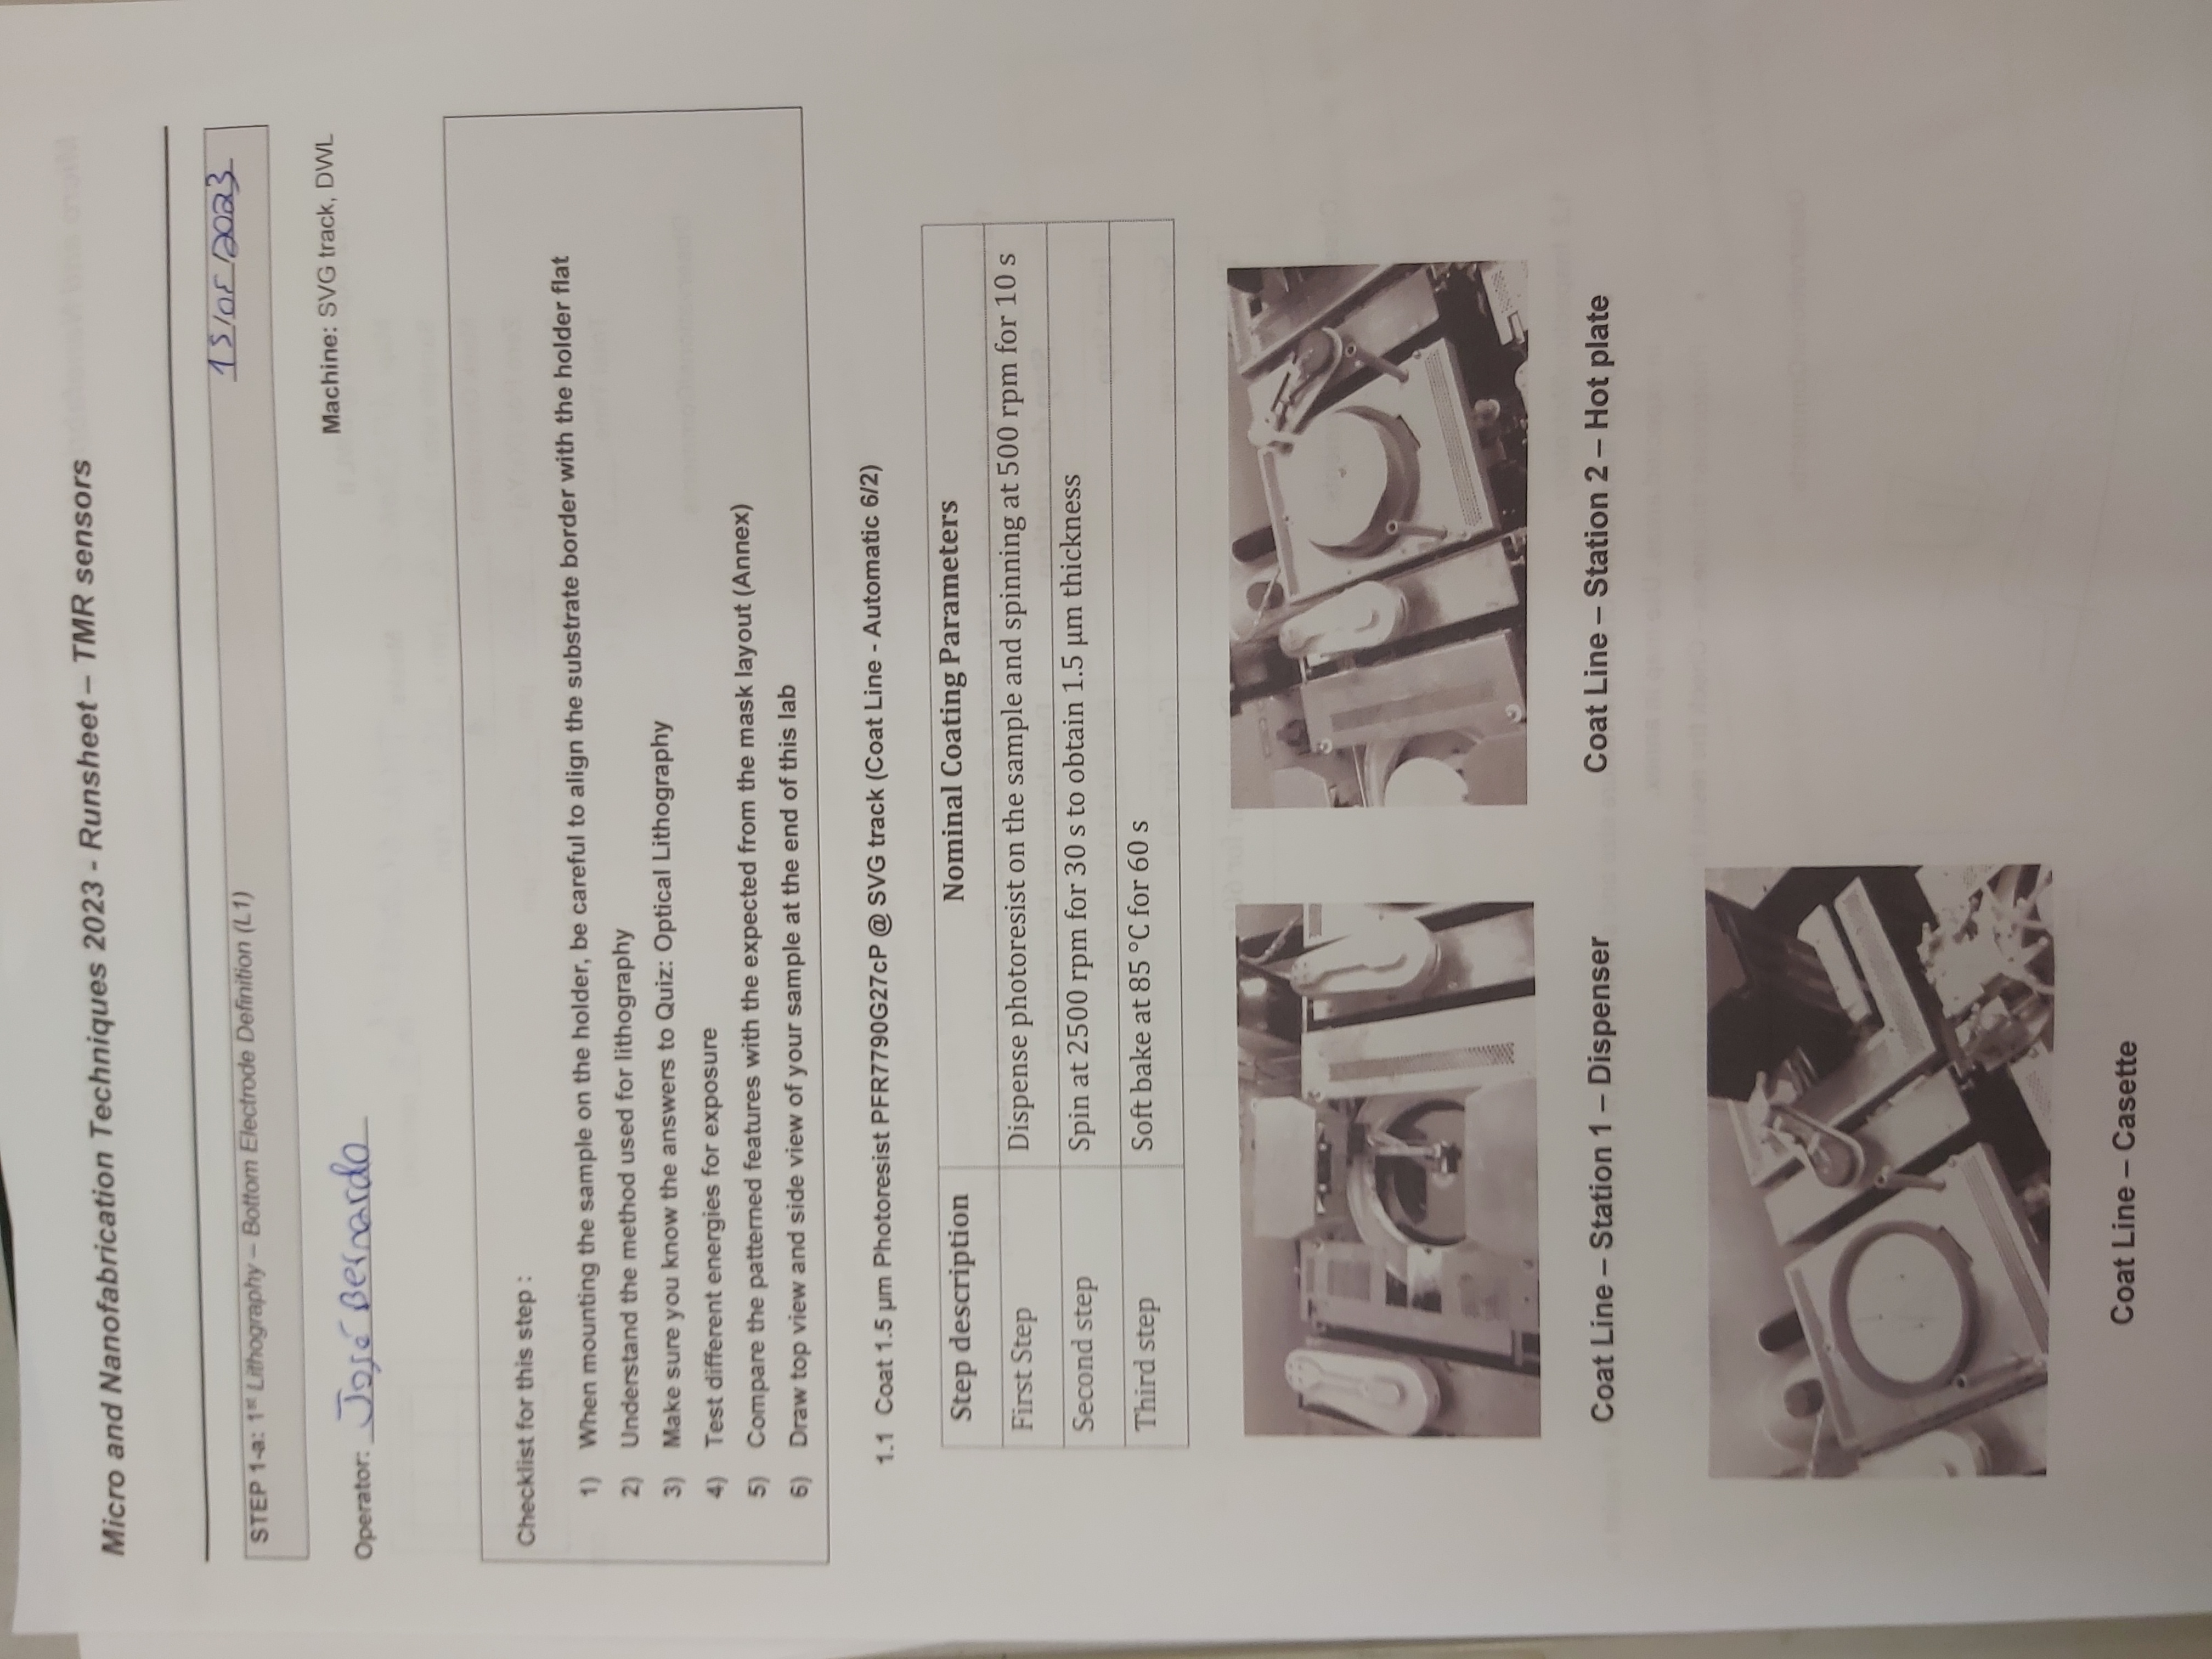 Micro and Nanofabrication Techniques 2023 - Runsheet – TMR sensors
15/05/2023
STEP 1-a: 1st Lithography – Bottom Electrode Definition (L1)
Machine: SVG track, DWL
Operator: José Bernardo
Checklist for this step :
1) When mounting the sample on the holder, be careful to align the substrate border with the holder flat
2) Understand the method used for lithography
3) Make sure you know the answers to Quiz: Optical Lithography
4) Test different energies for exposure
5) Compare the patterned features with the expected from the mask layout (Annex)
6) Draw top view and side view of your sample at the end of this lab
1.1 Coat 1.5 µm Photoresist PFR7790G27cP @ SVG track (Coat Line - Automatic 6/2)
Step description Nominal Coating Parameters
First Step Dispense photoresist on the sample and spinning at 500 rpm for 10 s
Second step Spin at 2500 rpm for 30 s to obtain 1.5 µm thickness
Third step Soft bake at 85 °C for 60 s
Coat Line – Station 1 – Dispenser
Coat Line – Station 2 – Hot plate
Coat Line – Casette